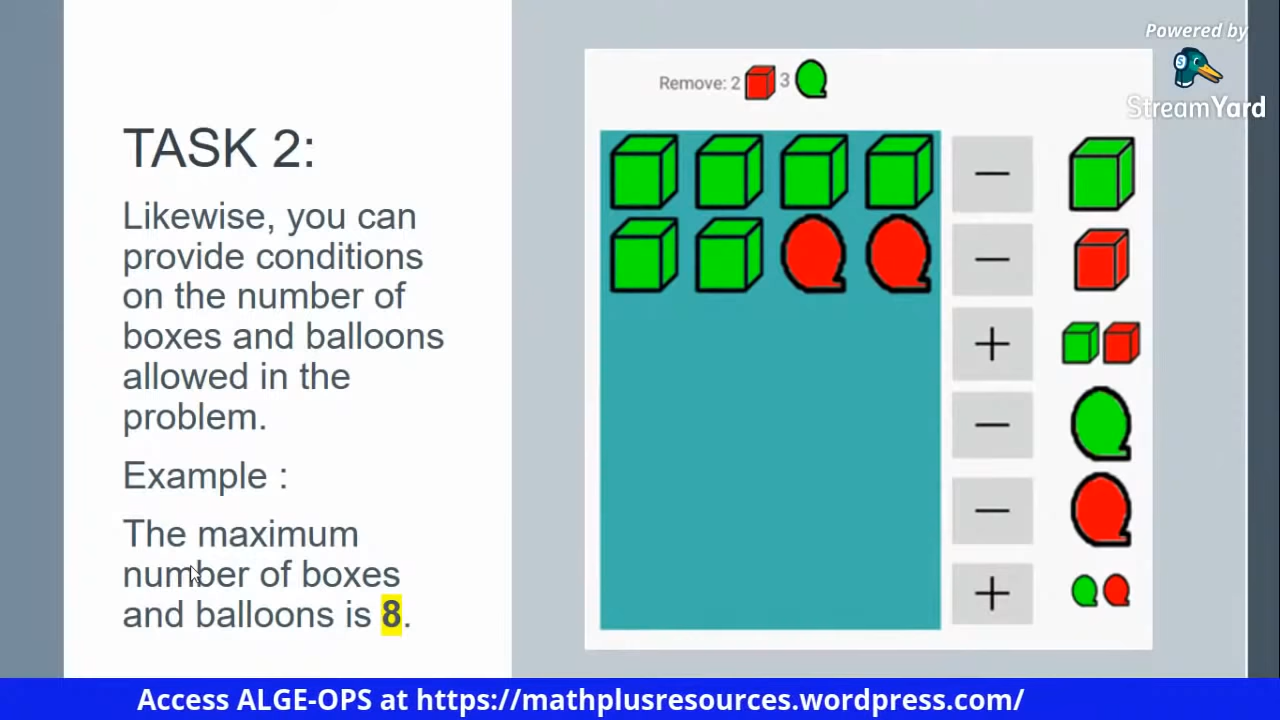 Powered by
StreamYard
Remove: 2 3
TASK 2:
Likewise, you can
provide conditions
on the number of
boxes and balloons
allowed in the
problem.
Example :
The maximum
number of boxes
and balloons is 8.
Access ALGE-OPS at https://mathplusresources.wordpress.com/